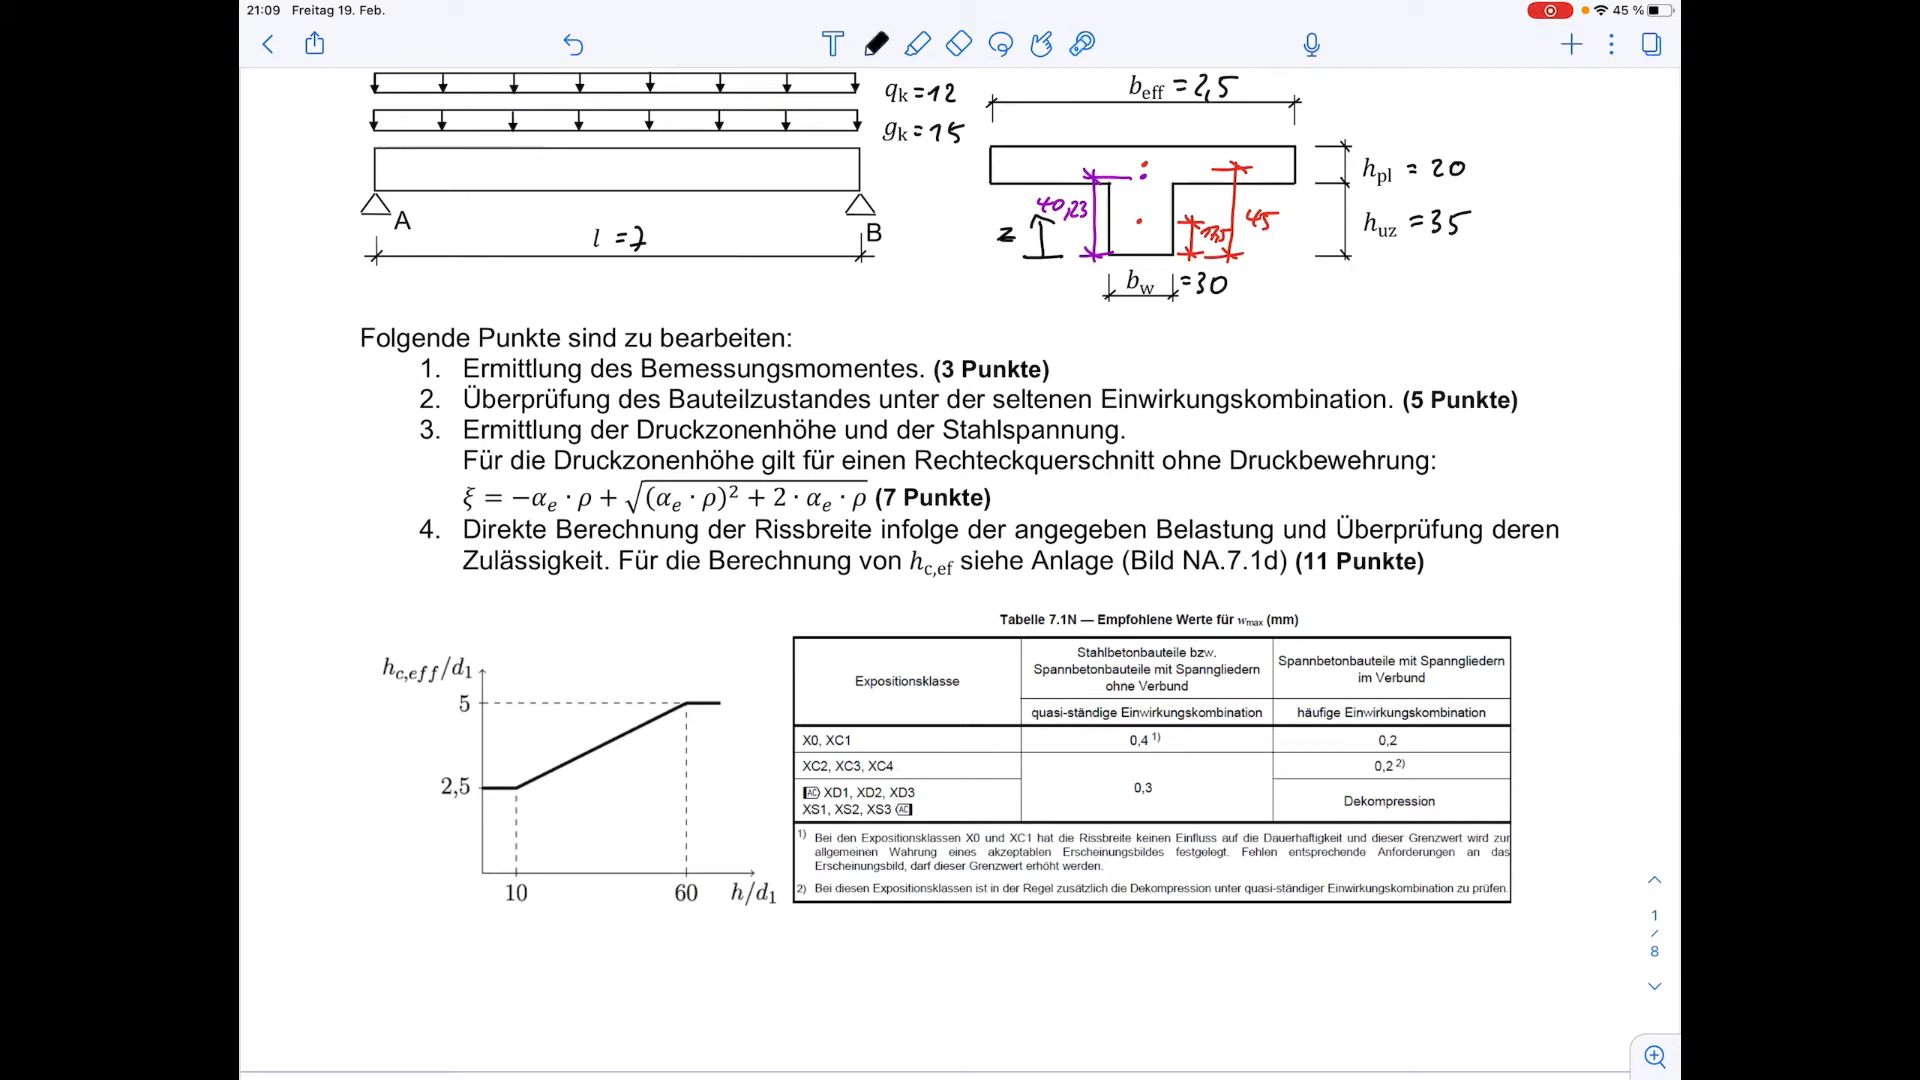 21:09 Freitag 19. Feb.
45 %
qk = 12
gk = 15
A
B
l = 7
beff = 2,5
hpl = 20
huz = 35
40,23
45
z
bw = 30
Folgende Punkte sind zu bearbeiten:
1. Ermittlung des Bemessungsmomentes. (3 Punkte)
2. Überprüfung des Bauteilzustandes unter der seltenen Einwirkungskombination. (5 Punkte)
3. Ermittlung der Druckzonenhöhe und der Stahlspannung.
Für die Druckzonenhöhe gilt für einen Rechteckquerschnitt ohne Druckbewehrung:
ξ = −αe · ρ + √(αe · ρ)² + 2 · αe · ρ (7 Punkte)
4. Direkte Berechnung der Rissbreite infolge der angegeben Belastung und Überprüfung deren
Zulässigkeit. Für die Berechnung von hc,ef siehe Anlage (Bild NA.7.1d) (11 Punkte)
hc,eff/d1
5
2,5
10
60
h/d1
Tabelle 7.1N — Empfohlene Werte für wmax (mm)
Expositionsklasse
Stahlbetonbauteile bzw.
Spannbetonbauteile mit Spanngliedern
ohne Verbund
Spannbetonbauteile mit Spanngliedern
im Verbund
quasi-ständige Einwirkungskombination
häufige Einwirkungskombination
X0, XC1
0,4 1)
0,2
XC2, XC3, XC4
0,3
0,2 2)
AC XD1, XD2, XD3
XS1, XS2, XS3 AC
Dekompression
1) Bei den Expositionsklassen X0 und XC1 hat die Rissbreite keinen Einfluss auf die Dauerhaftigkeit und dieser Grenzwert wird zur
allgemeinen Wahrung eines akzeptablen Erscheinungsbildes festgelegt. Fehlen entsprechende Anforderungen an das
Erscheinungsbild, darf dieser Grenzwert erhöht werden.
2) Bei diesen Expositionsklassen ist in der Regel zusätzlich die Dekompression unter quasi-ständiger Einwirkungskombination zu prüfen.
1
/
8